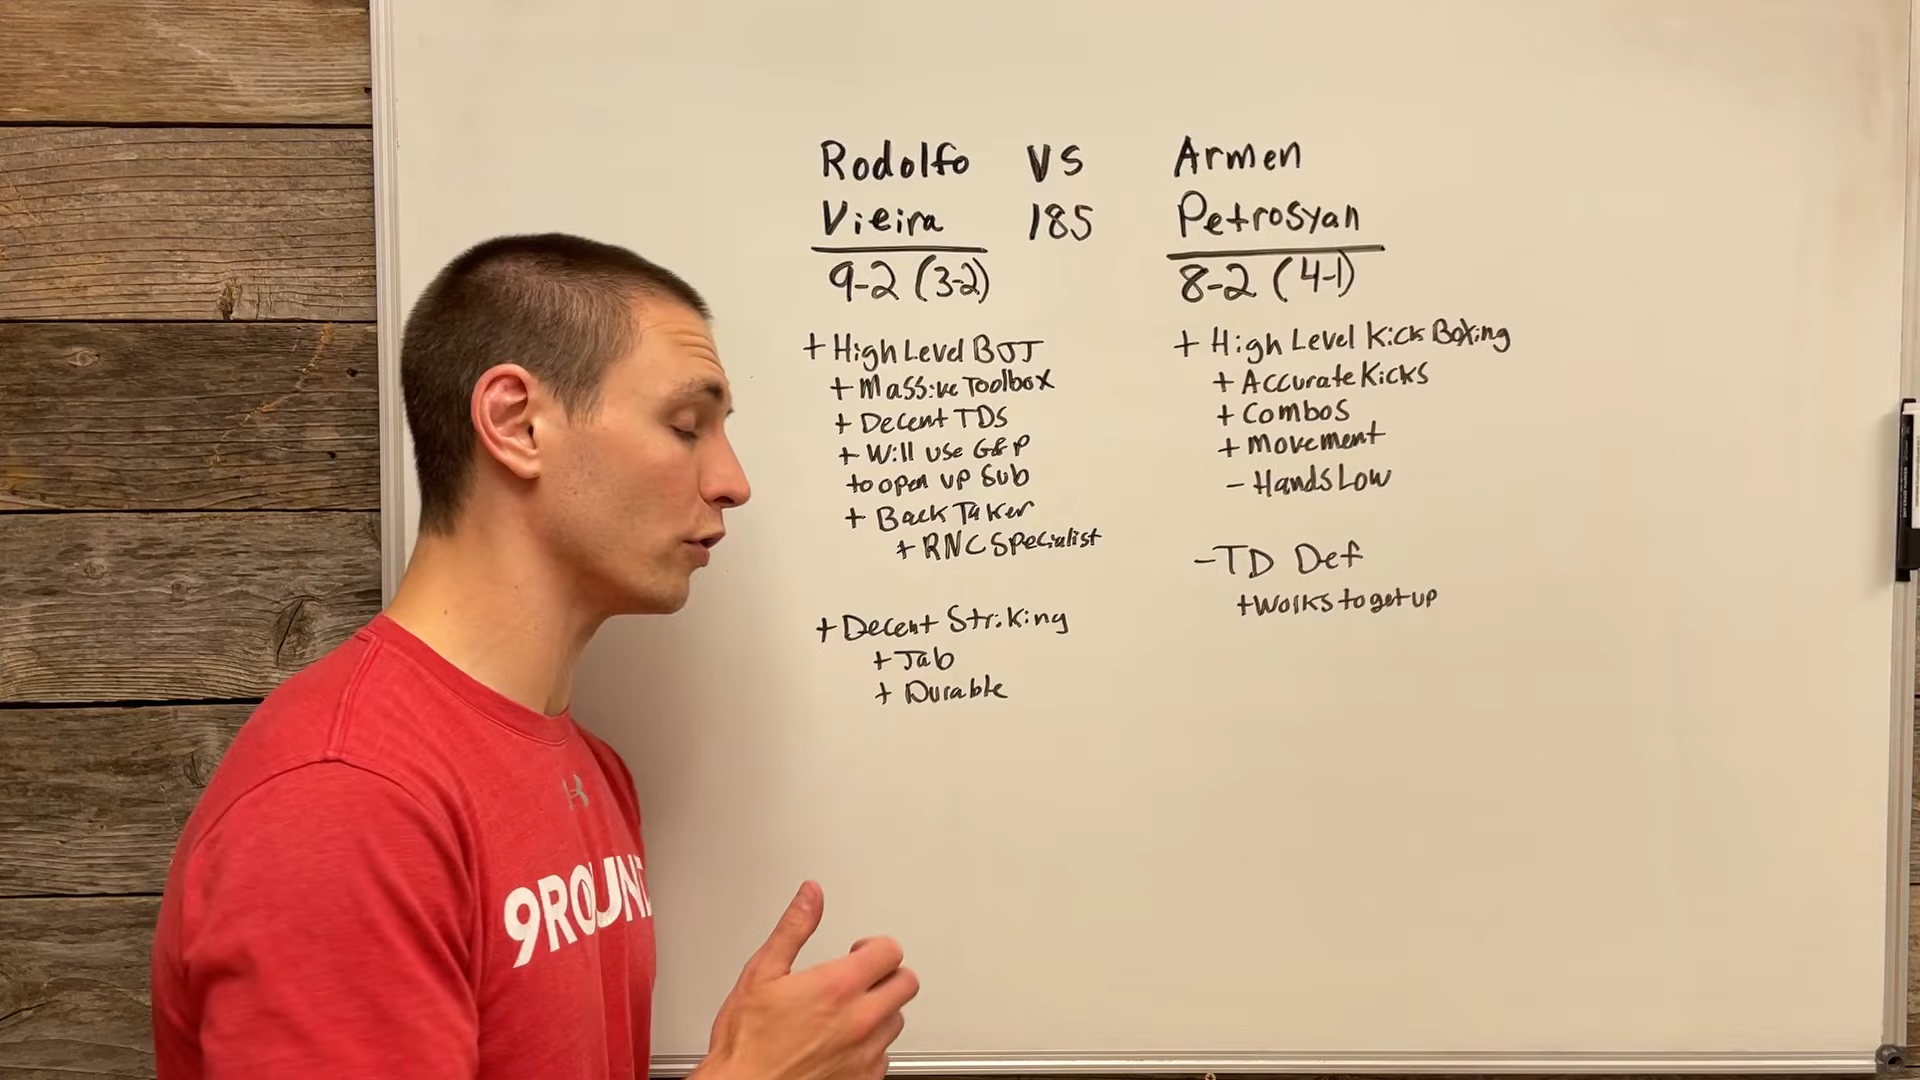 Rodolfo VS Armen
Vieira 185 Petrosyan
9-2 (3-2)
8-2 (4-1)
+ High Level BJJ
+ Massive Toolbox
+ Decent TDs
+ Will use G&P
to open up Sub
+ Back Taker
+ RNC Specialist
+ Decent Striking
+ Jab
+ Durable
+ High Level Kick Boxing
+ Accurate Kicks
+ Combos
+ Movement
- Hands Low
- TD Def
+ Works to get up
9ROUND